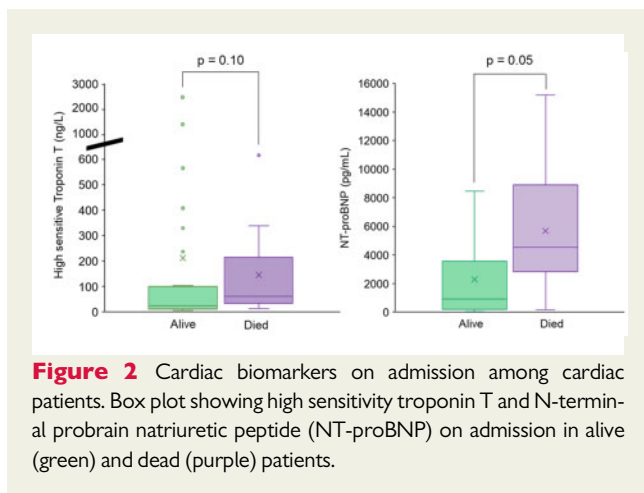 p = 0.10
High sensitive Troponin T (ng/L)
3000
2000
1000
600
500
400
300
200
100
0
Alive
Died
p = 0.05
NT-proBNP (pg/mL)
16000
14000
12000
10000
8000
6000
4000
2000
0
Alive
Died
Figure 2 Cardiac biomarkers on admission among cardiac
patients. Box plot showing high sensitivity troponin T and N-termin-
al probrain natriuretic peptide (NT-proBNP) on admission in alive
(green) and dead (purple) patients.